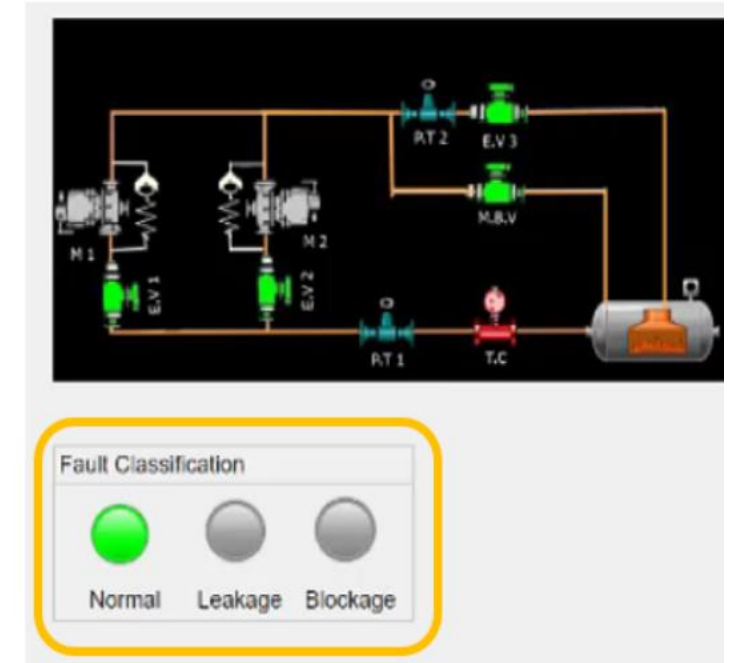 P.T 2
E.V 3
M.B.V
M 1
M 2
E.V 1
E.V 2
P.T 1
T.C
Fault Classification
Normal Leakage Blockage